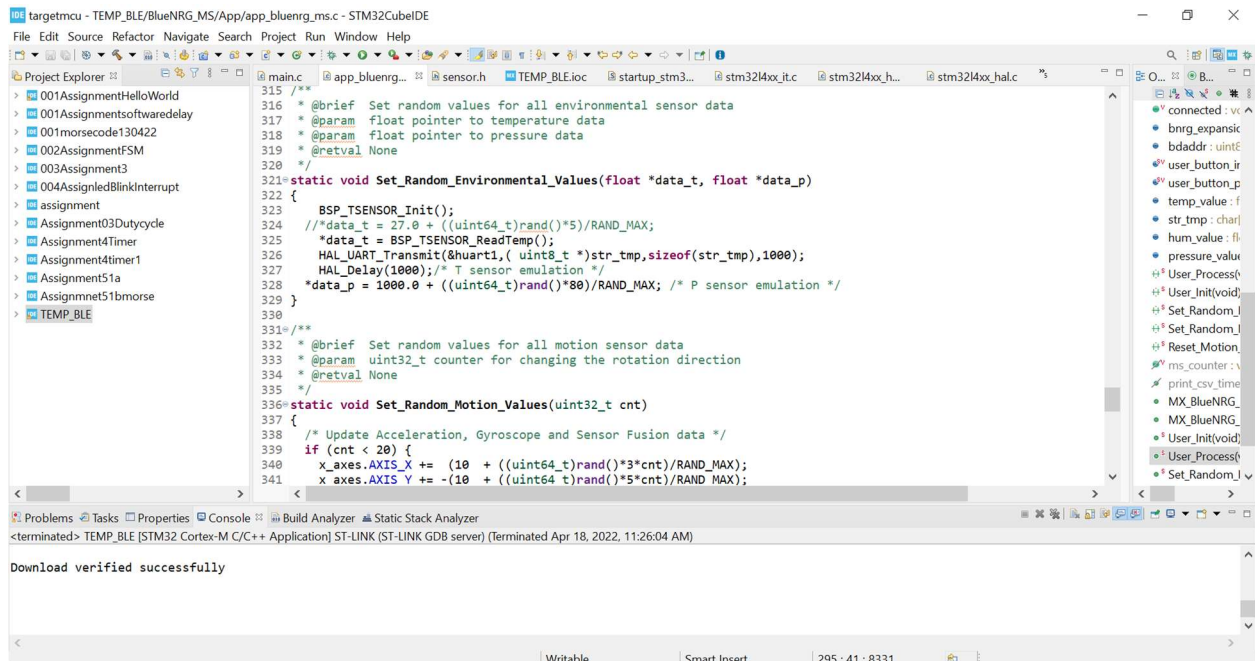 IDE targetmcu - TEMP_BLE/BlueNRG_MS/App/app_bluenrg_ms.c - STM32CubeIDE
File Edit Source Refactor Navigate Search Project Run Window Help
Project Explorer
main.c app_bluenrg... sensor.h TEMP_BLE.ioc startup_stm3... stm32l4xx_it.c stm32l4xx_h... stm32l4xx_hal.c "5
O... B...
001AssignmentHelloWorld
001Assignmentsoftwaredelay
001morsecode130422
002AssignmentFSM
003Assignment3
004AssignledBlinkInterrupt
assignment
Assignment03Dutycycle
Assignment4Timer
Assignment4timer1
Assignment51a
Assignmnet51bmorse
TEMP_BLE
315 /**
316 * @brief Set random values for all environmental sensor data
317 * @param float pointer to temperature data
318 * @param float pointer to pressure data
319 * @retval None
320 */
321 static void Set_Random_Environmental_Values(float *data_t, float *data_p)
322 {
323 BSP_TSENSOR_Init();
324 //*data_t = 27.0 + ((uint64_t)rand()*5)/RAND_MAX;
325 *data_t = BSP_TSENSOR_ReadTemp();
326 HAL_UART_Transmit(&huart1,( uint8_t *)str_tmp,sizeof(str_tmp),1000);
327 HAL_Delay(1000);/* T sensor emulation */
328 *data_p = 1000.0 + ((uint64_t)rand()*80)/RAND_MAX; /* P sensor emulation */
329 }
330
331 /**
332 * @brief Set random values for all motion sensor data
333 * @param uint32_t counter for changing the rotation direction
334 * @retval None
335 */
336 static void Set_Random_Motion_Values(uint32_t cnt)
337 {
338 /* Update Acceleration, Gyroscope and Sensor Fusion data */
339 if (cnt < 20) {
340 x_axes.AXIS_X += (10 + ((uint64_t)rand()*3*cnt)/RAND_MAX);
341 x_axes.AXIS_Y += -(10 + ((uint64_t)rand()*5*cnt)/RAND_MAX);
connected : vo
bnrg_expansio
bdaddr : uint8
user_button_in
user_button_p
temp_value : f
str_tmp : char[
hum_value : fl
pressure_value
User_Process(
User_Init(void)
Set_Random_
Set_Random_
Reset_Motion_
ms_counter : v
print_csv_time
MX_BlueNRG_
MX_BlueNRG_
User_Init(void)
User_Process(
Set_Random_
Problems Tasks Properties Console Build Analyzer Static Stack Analyzer
<terminated> TEMP_BLE [STM32 Cortex-M C/C++ Application] ST-LINK (ST-LINK GDB server) (Terminated Apr 18, 2022, 11:26:04 AM)
Download verified successfully
Writable Smart Insert 295 : 41 : 8331